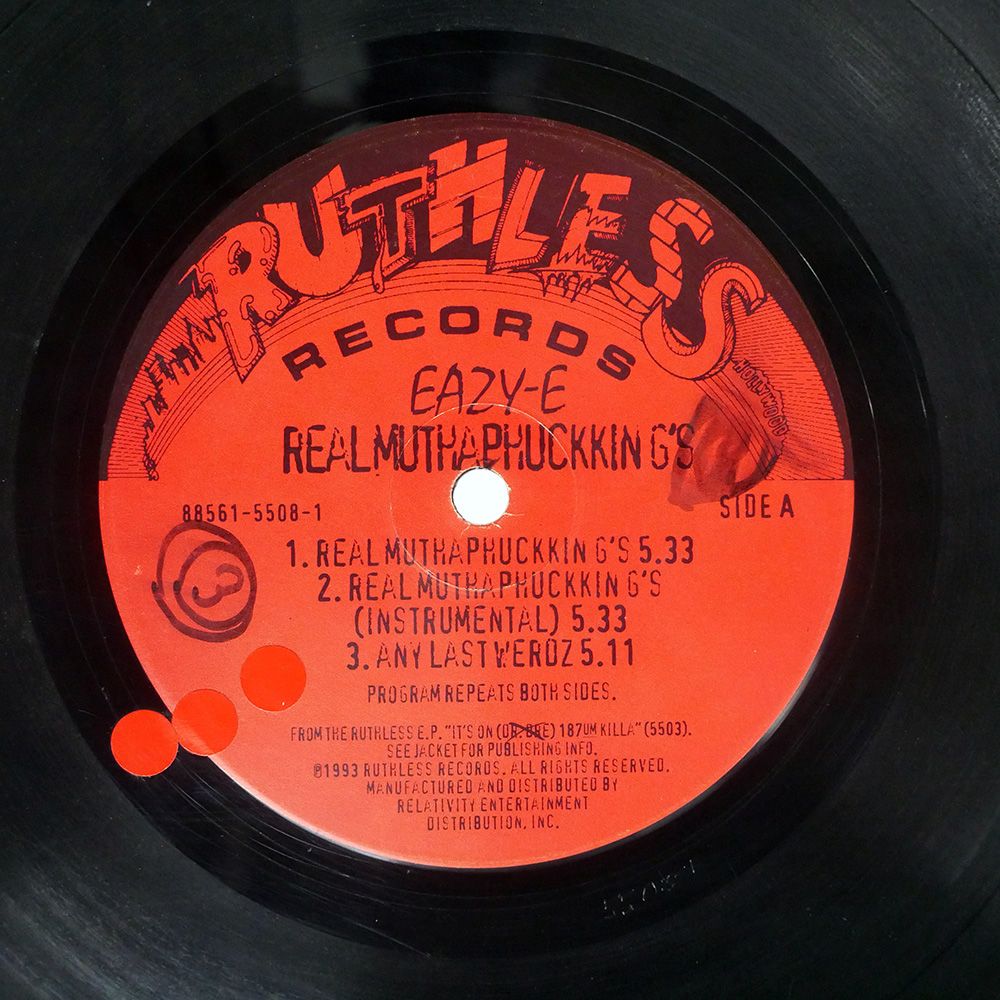 RUTHLESS
HOLLYWOOD
RECORDS
EAZY-E
REAL MUTHAPHUCKKIN G'S
88561-5508-1
SIDE A
3
1. REAL MUTHAPHUCKKIN G'S 5.33
2. REAL MUTHAPHUCKKIN G'S
(INSTRUMENTAL) 5.33
3. ANY LAST WERDZ 5.11
PROGRAM REPEATS BOTH SIDES.
FROM THE RUTHLESS E.P. "IT'S ON (DR. DRE) 187UM KILLA" (5503).
SEE JACKET FOR PUBLISHING INFO.
℗1993 RUTHLESS RECORDS. ALL RIGHTS RESERVED.
MANUFACTURED AND DISTRIBUTED BY
RELATIVITY ENTERTAINMENT
DISTRIBUTION, INC.